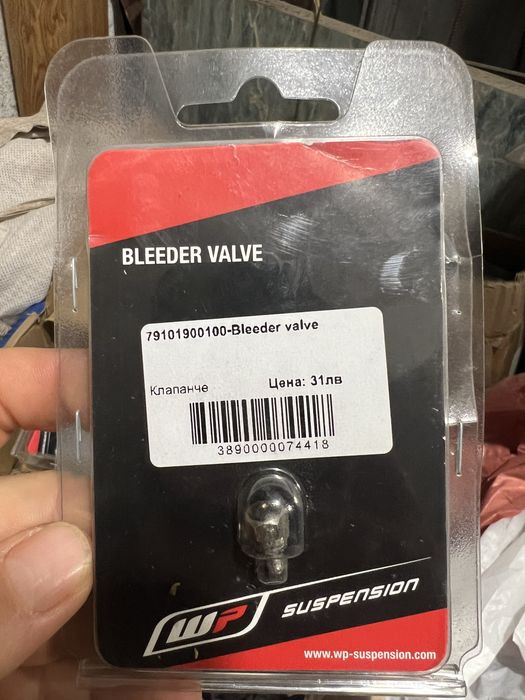 BLEEDER VALVE
79101900100-Bleeder valve
Клапанче Цена: 31лв
3890000074418
WP SUSPENSION
www.wp-suspension.com